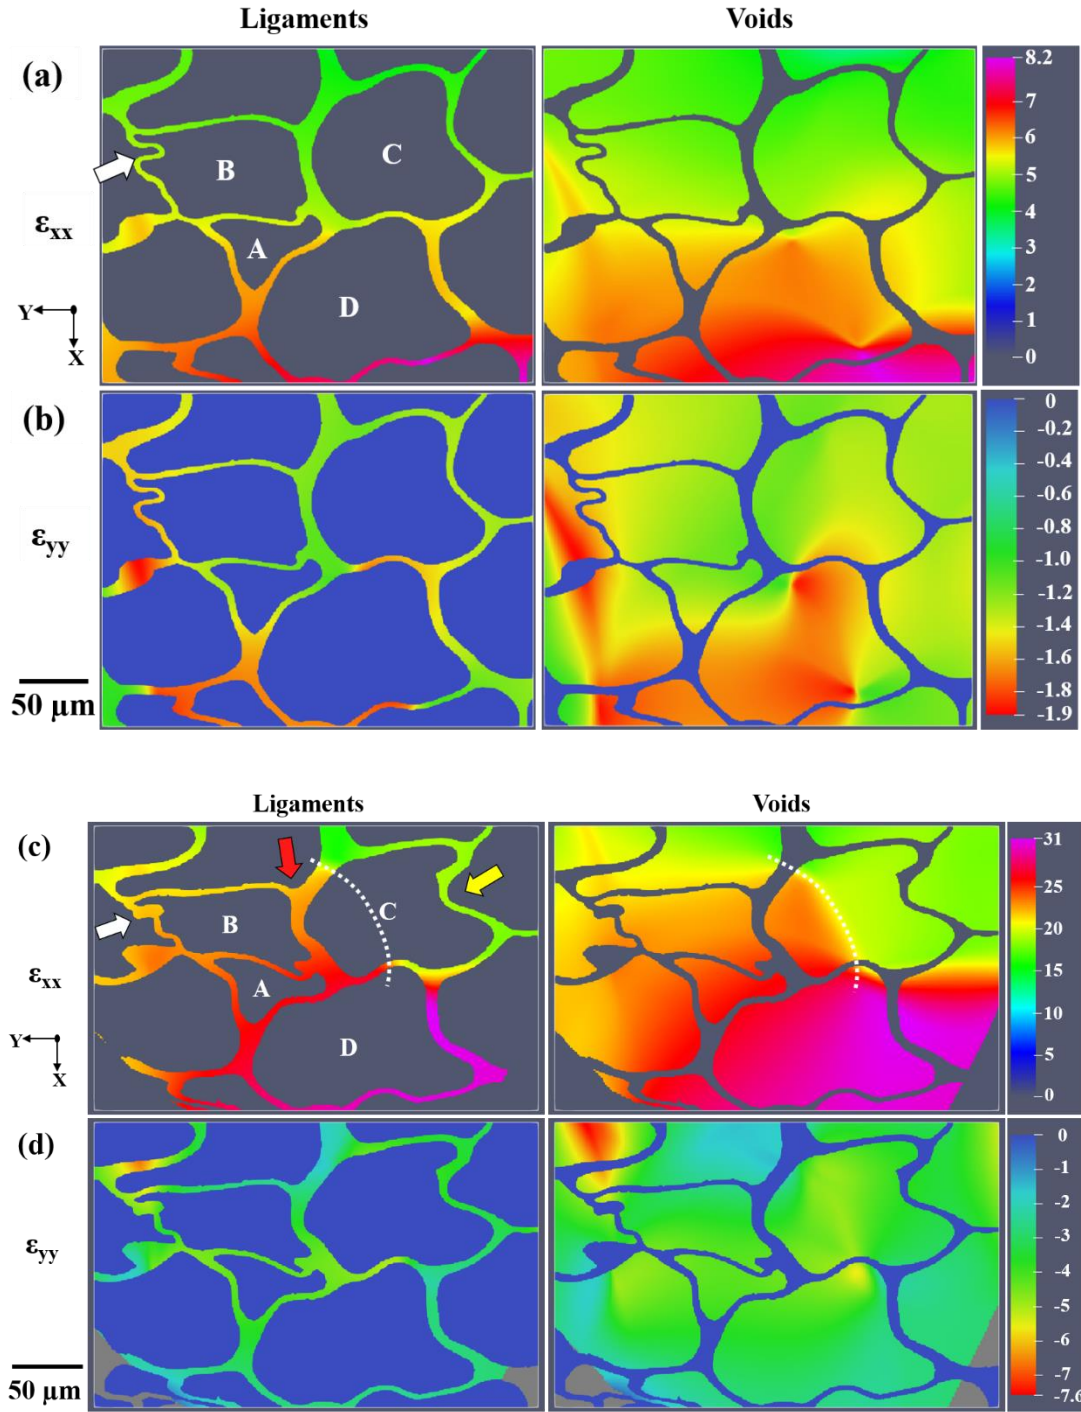 Ligaments Voids
(a)
8.2
7
6
5
4
3
2
1
0
B
C
A
D
εxx
Y
X
(b)
0
-0.2
-0.4
-0.6
-0.8
-1.0
-1.2
-1.4
-1.6
-1.8
-1.9
εyy
50 µm
Ligaments Voids
(c)
31
25
20
15
10
5
0
B
C
A
D
εxx
Y
X
(d)
0
-1
-2
-3
-4
-5
-6
-7
-7.6
εyy
50 µm